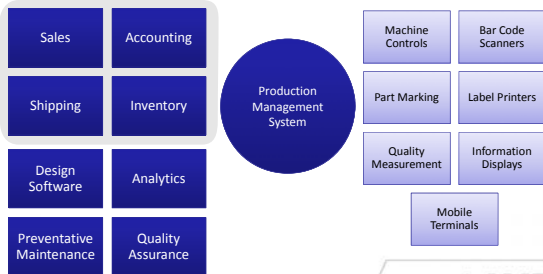 Sales
Accounting
Shipping
Inventory
Design
Software
Analytics
Preventative
Maintenance
Quality
Assurance
Production
Management
System
Machine
Controls
Bar Code
Scanners
Part Marking
Label Printers
Quality
Measurement
Information
Displays
Mobile
Terminals